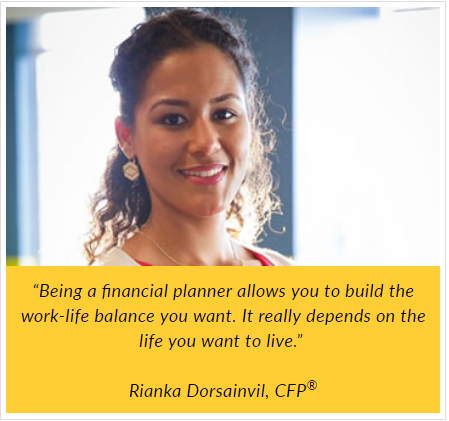 “Being a financial planner allows you to build the
work-life balance you want. It really depends on the
life you want to live.”
Rianka Dorsainvil, CFP®